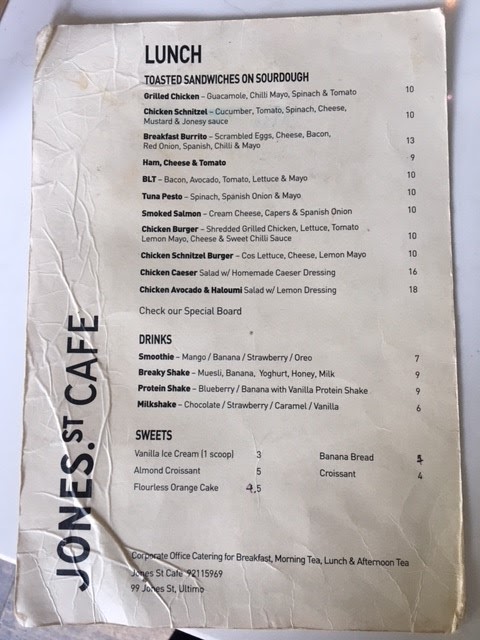 LUNCH
TOASTED SANDWICHES ON SOURDOUGH
Grilled Chicken – Guacamole, Chilli Mayo, Spinach & Tomato 10
Chicken Schnitzel – Cucumber, Tomato, Spinach, Cheese,
Mustard & Jonesy sauce 10
Breakfast Burrito – Scrambled Eggs, Cheese, Bacon,
Red Onion, Spanish, Chilli & Mayo 13
Ham, Cheese & Tomato 9
BLT – Bacon, Avocado, Tomato, Lettuce & Mayo 10
Tuna Pesto – Spinach, Spanish Onion & Mayo 10
Smoked Salmon – Cream Cheese, Capers & Spanish Onion 10
Chicken Burger – Shredded Grilled Chicken, Lettuce, Tomato
Lemon Mayo, Cheese & Sweet Chilli Sauce 10
Chicken Schnitzel Burger – Cos Lettuce, Cheese, Lemon Mayo 10
Chicken Caeser Salad w/ Homemade Caeser Dressing 16
Chicken Avocado & Haloumi Salad w/ Lemon Dressing 18
Check our Special Board
DRINKS
Smoothie – Mango / Banana / Strawberry / Oreo 7
Breaky Shake – Muesli, Banana, Yoghurt, Honey, Milk 9
Protein Shake – Blueberry / Banana with Vanilla Protein Shake 9
Milkshake – Chocolate / Strawberry / Caramel / Vanilla 6
SWEETS
Vanilla Ice Cream (1 scoop) 3
Almond Croissant 5
Flourless Orange Cake 4.5
Banana Bread
Croissant 4
Corporate Office Catering for Breakfast, Morning Tea, Lunch & Afternoon Tea
Jones St Cafe 92115969
99 Jones St, Ultimo
JONES. ST CAFE